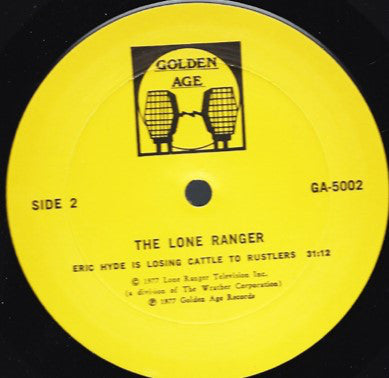 GOLDEN
AGE
SIDE 2
GA-5002
THE LONE RANGER
ERIC HYDE IS LOSING CATTLE TO RUSTLERS 31:12
© 1977 Lone Ranger Television Inc.
(a division of The Wrather Corporation)
℗ 1977 Golden Age Records